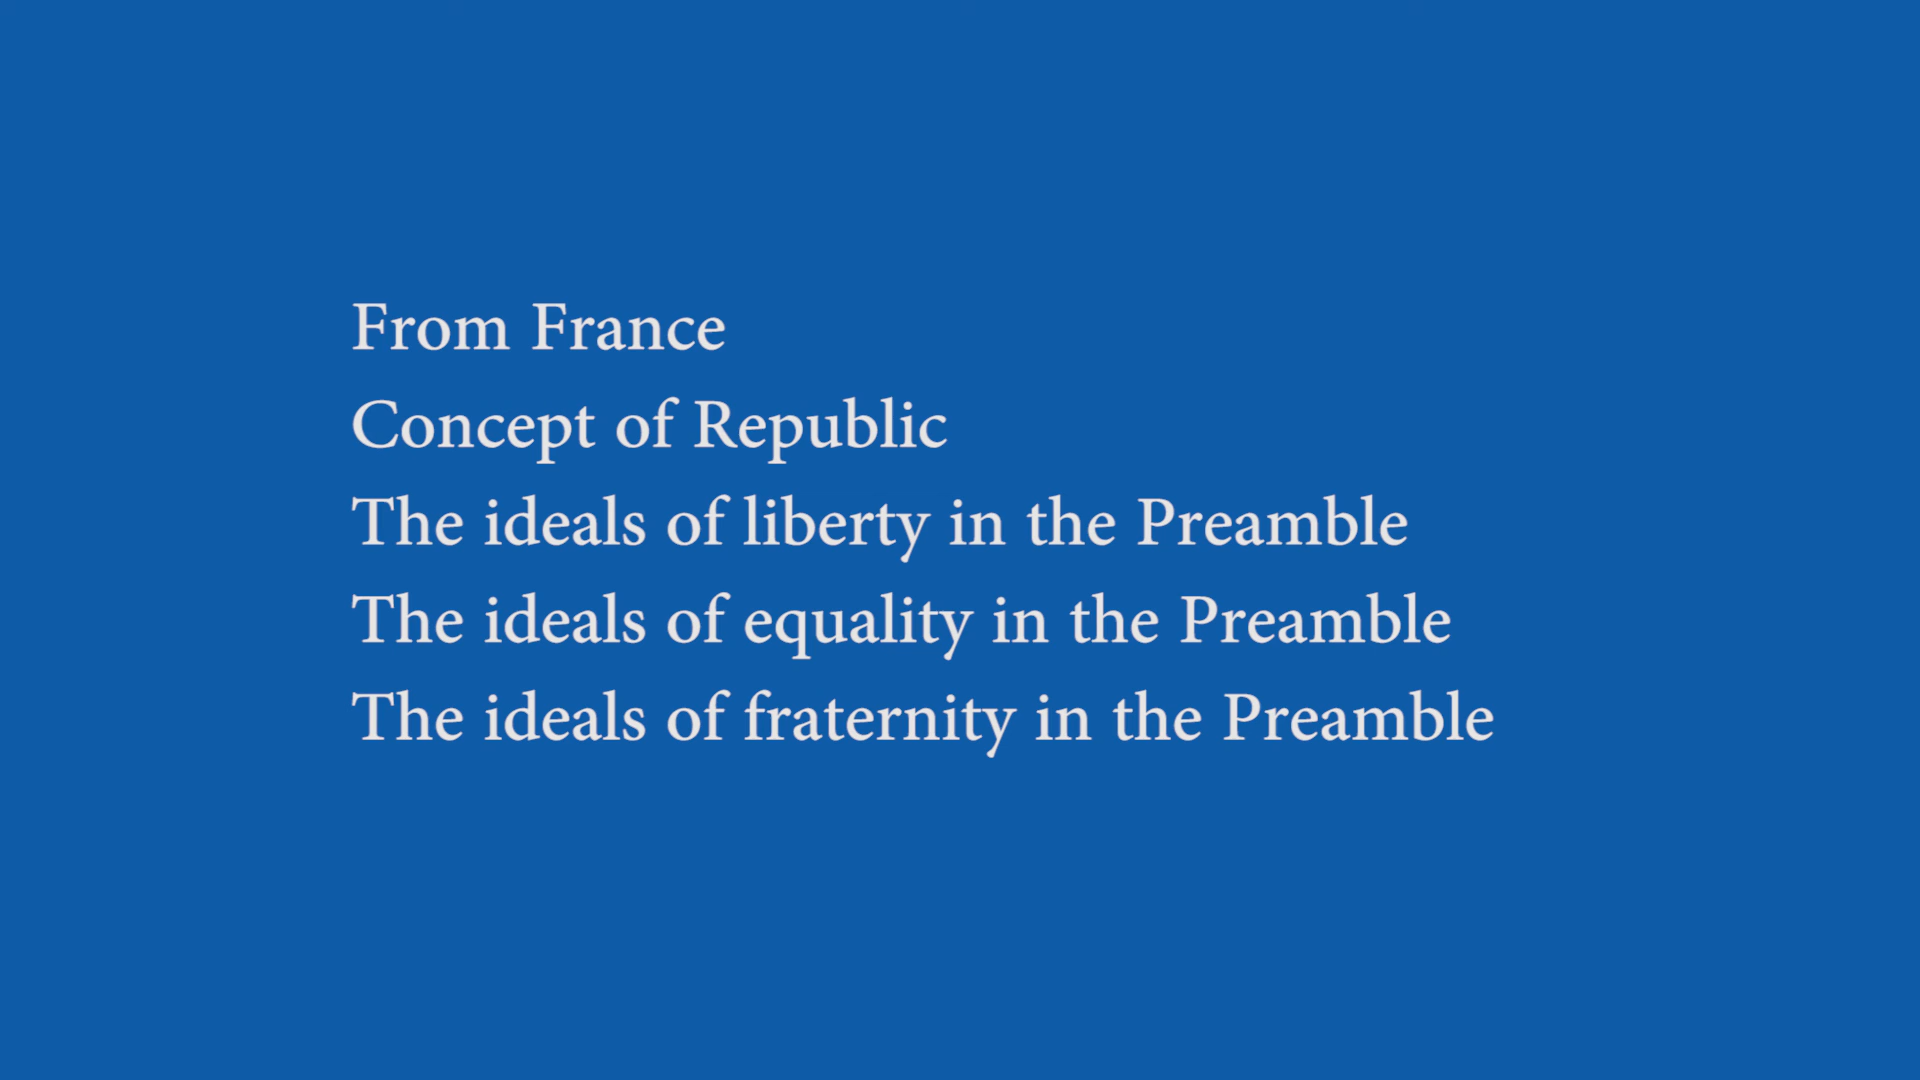 From France
Concept of Republic
The ideals of liberty in the Preamble
The ideals of equality in the Preamble
The ideals of fraternity in the Preamble